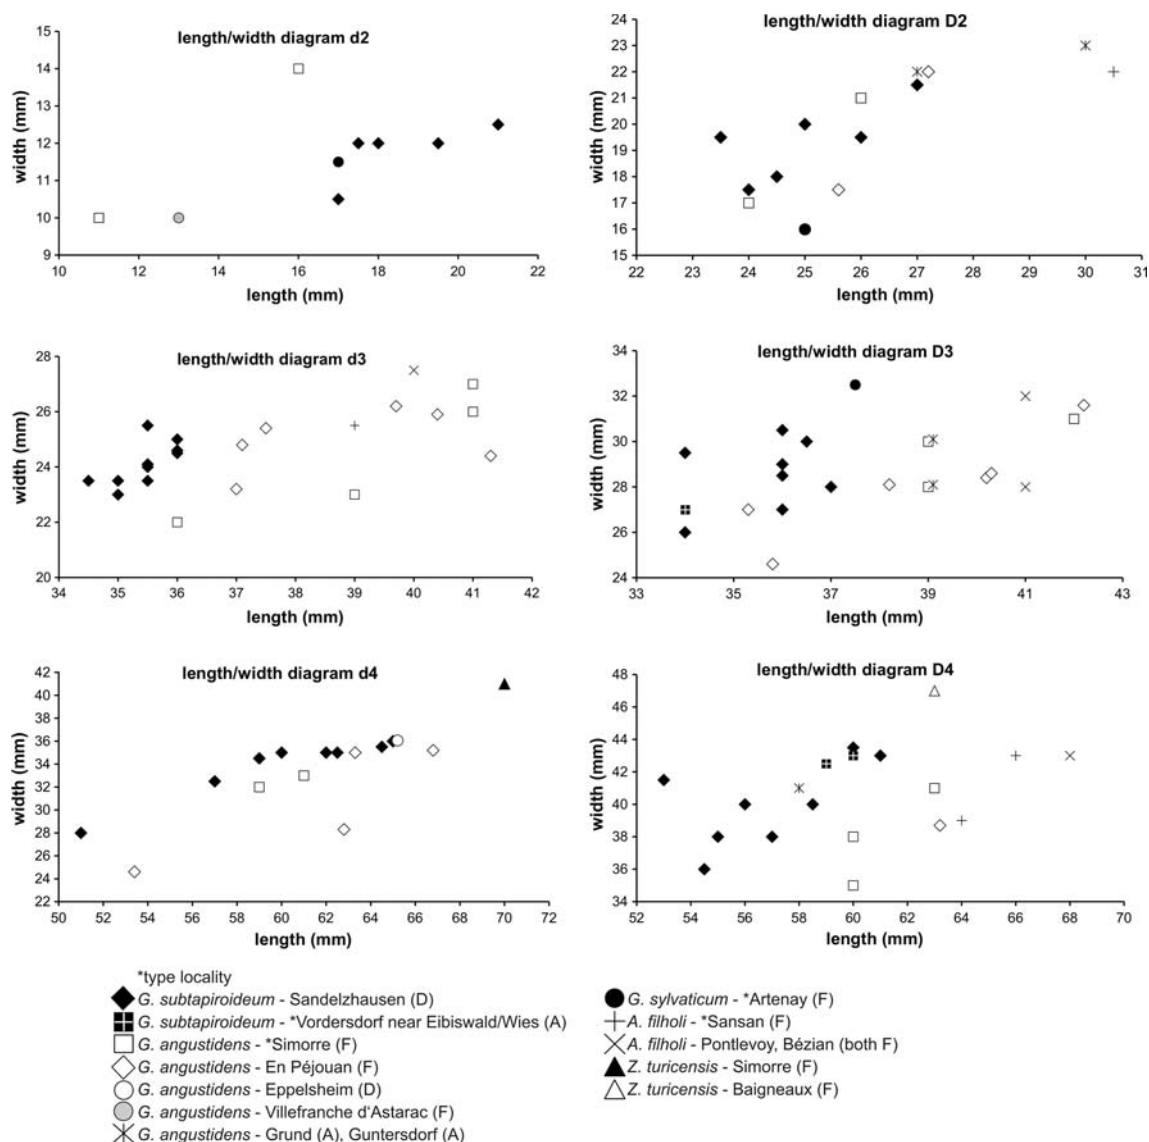 length/width diagram d2
width (mm)
15
14
13
12
11
10
9
10 12 14 16 18 20 22
length (mm)
length/width diagram D2
width (mm)
24
23
22
21
20
19
18
17
16
15
22 23 24 25 26 27 28 29 30 31
length (mm)
length/width diagram d3
width (mm)
28
26
24
22
20
34 35 36 37 38 39 40 41 42
length (mm)
length/width diagram D3
width (mm)
34
32
30
28
26
24
33 35 37 39 41 43
length (mm)
length/width diagram d4
width (mm)
42
40
38
36
34
32
30
28
26
24
22
50 52 54 56 58 60 62 64 66 68 70 72
length (mm)
length/width diagram D4
width (mm)
48
46
44
42
40
38
36
34
52 54 56 58 60 62 64 66 68 70
length (mm)
*type locality
G. subtapiroideum - Sandelzhausen (D)
G. subtapiroideum - *Vordersdorf near Eibiswald/Wies (A)
G. angustidens - *Simorre (F)
G. angustidens - En Péjouan (F)
G. angustidens - Eppelsheim (D)
G. angustidens - Villefranche d'Astarac (F)
G. angustidens - Grund (A), Guntersdorf (A)
G. sylvaticum - *Artenay (F)
A. filholi - *Sansan (F)
A. filholi - Pontlevoy, Bézian (both F)
Z. turicensis - Simorre (F)
Z. turicensis - Baigneaux (F)